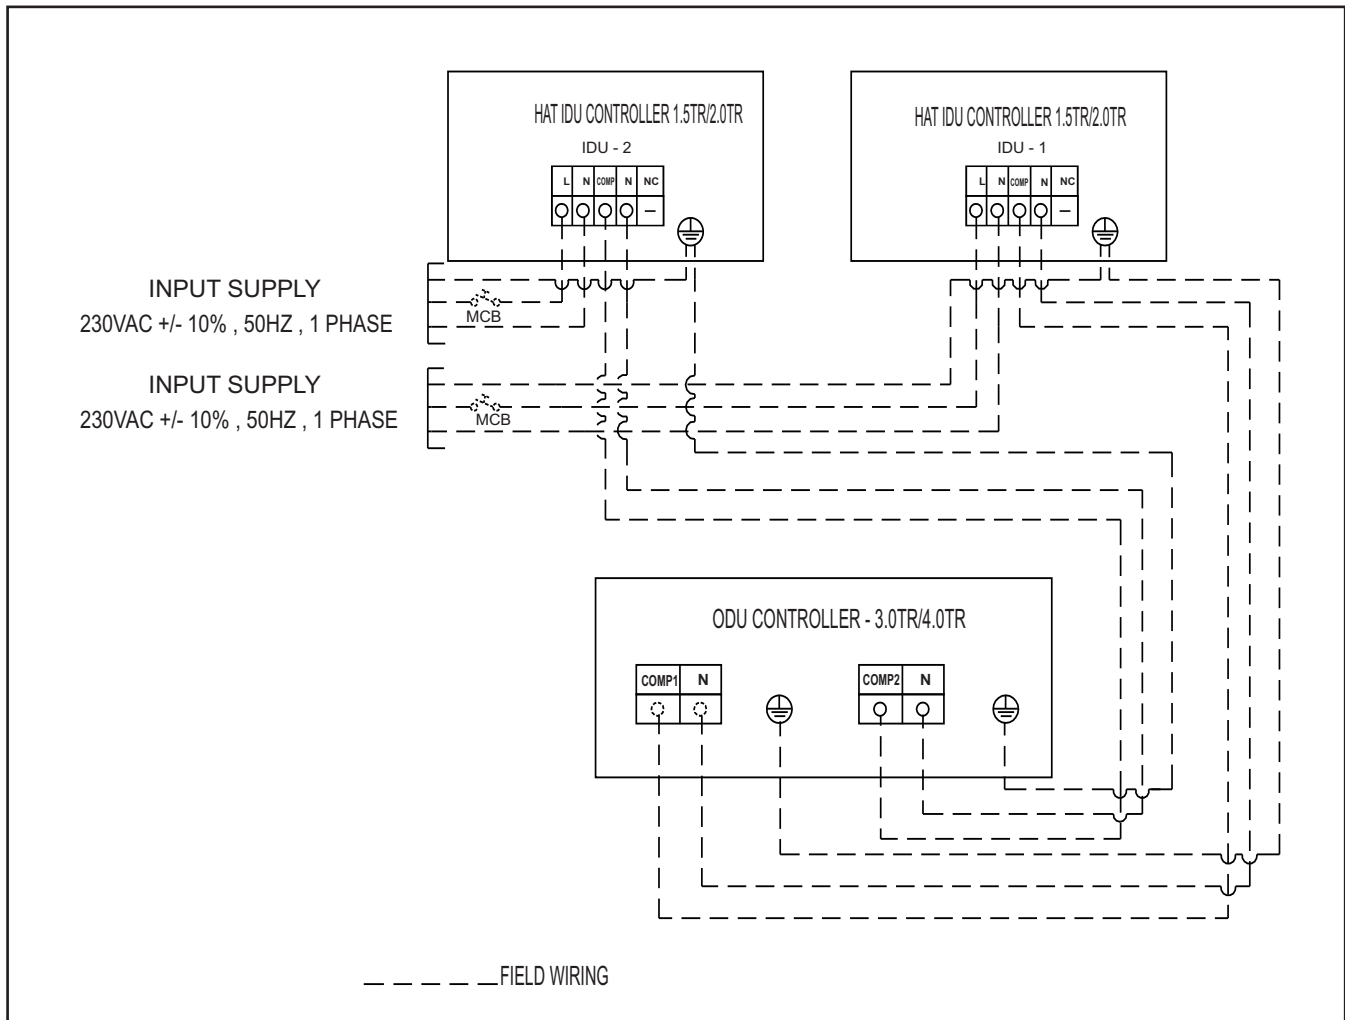 HAT IDU CONTROLLER 1.5TR/2.0TR
IDU - 2
L N COMP N NC
HAT IDU CONTROLLER 1.5TR/2.0TR
IDU - 1
L N COMP N NC
INPUT SUPPLY
230VAC +/- 10% , 50HZ , 1 PHASE
MCB
INPUT SUPPLY
230VAC +/- 10% , 50HZ , 1 PHASE
MCB
ODU CONTROLLER - 3.0TR/4.0TR
COMP1 N
COMP2 N
FIELD WIRING